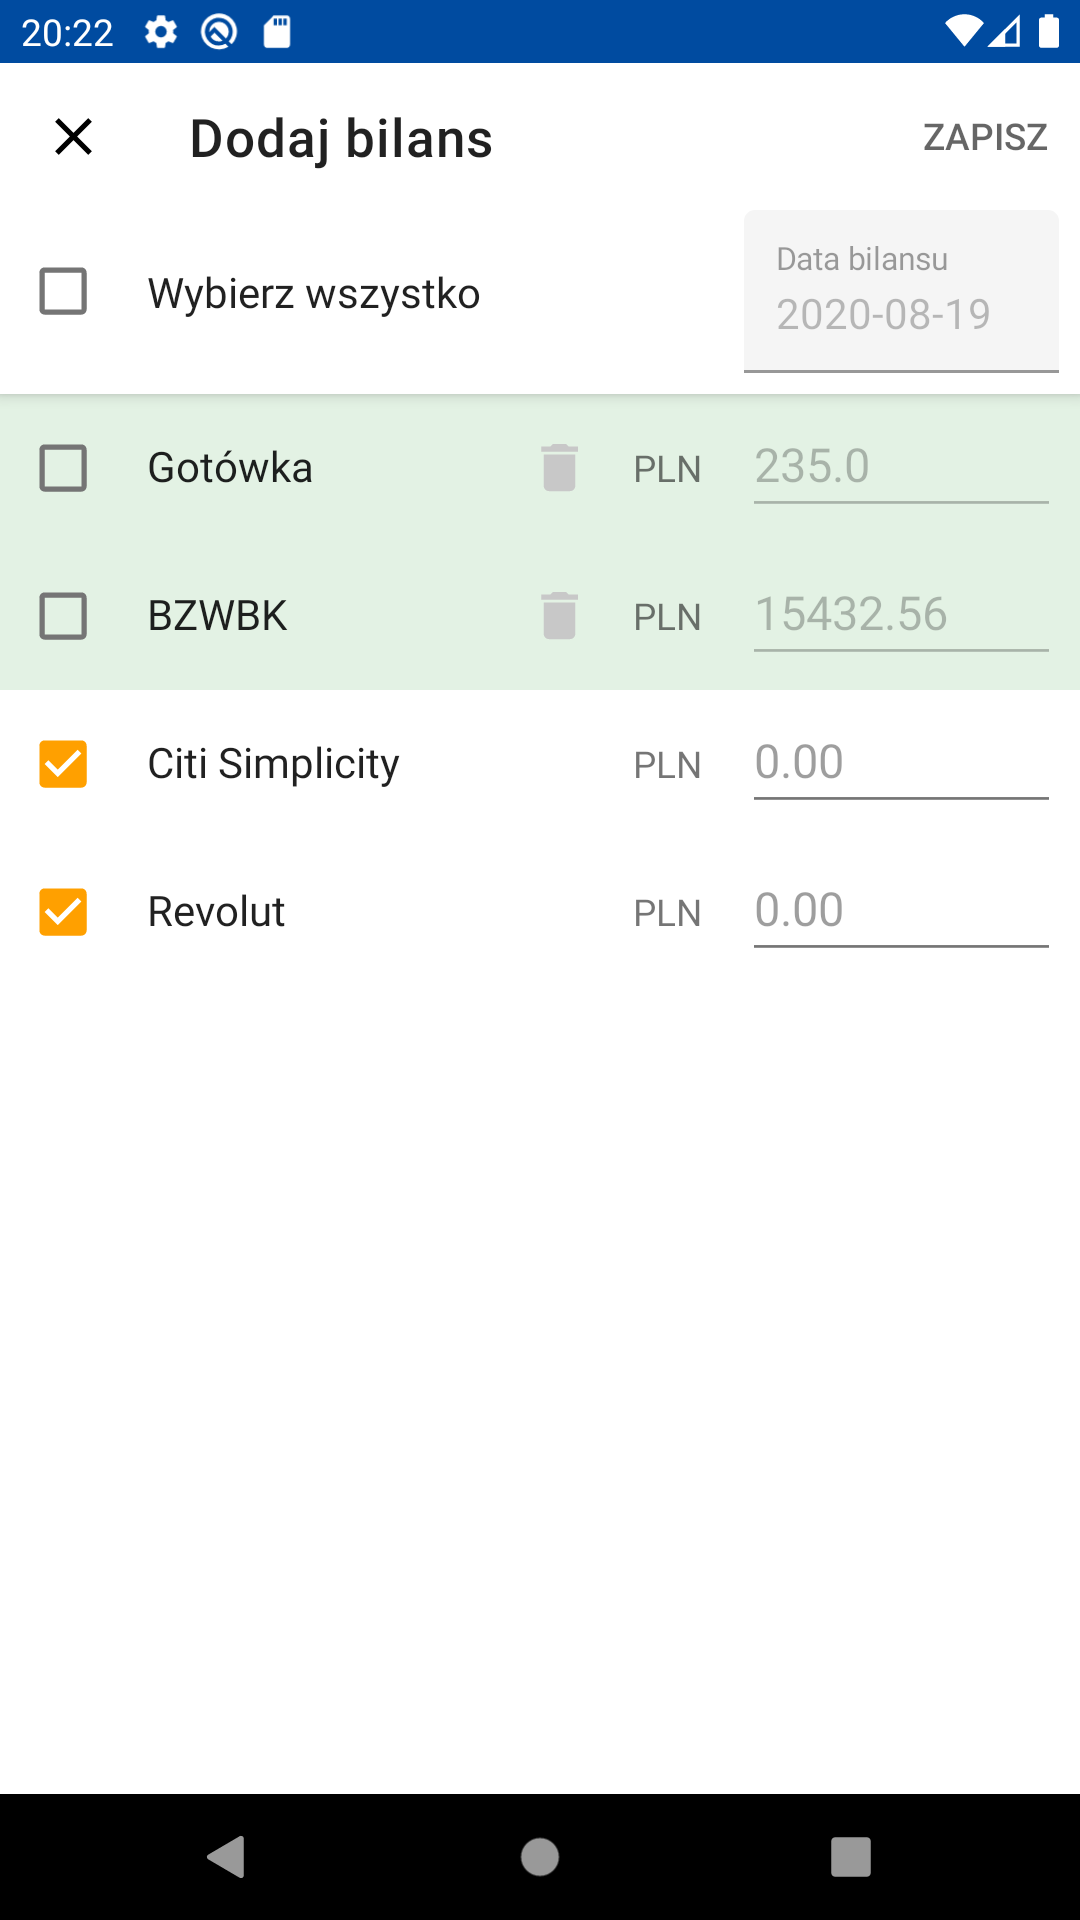 20:22
Dodaj bilans
ZAPISZ
Wybierz wszystko
Data bilansu
2020-08-19
Gotówka PLN 235.0
BZWBK PLN 15432.56
Citi Simplicity PLN 0.00
Revolut PLN 0.00